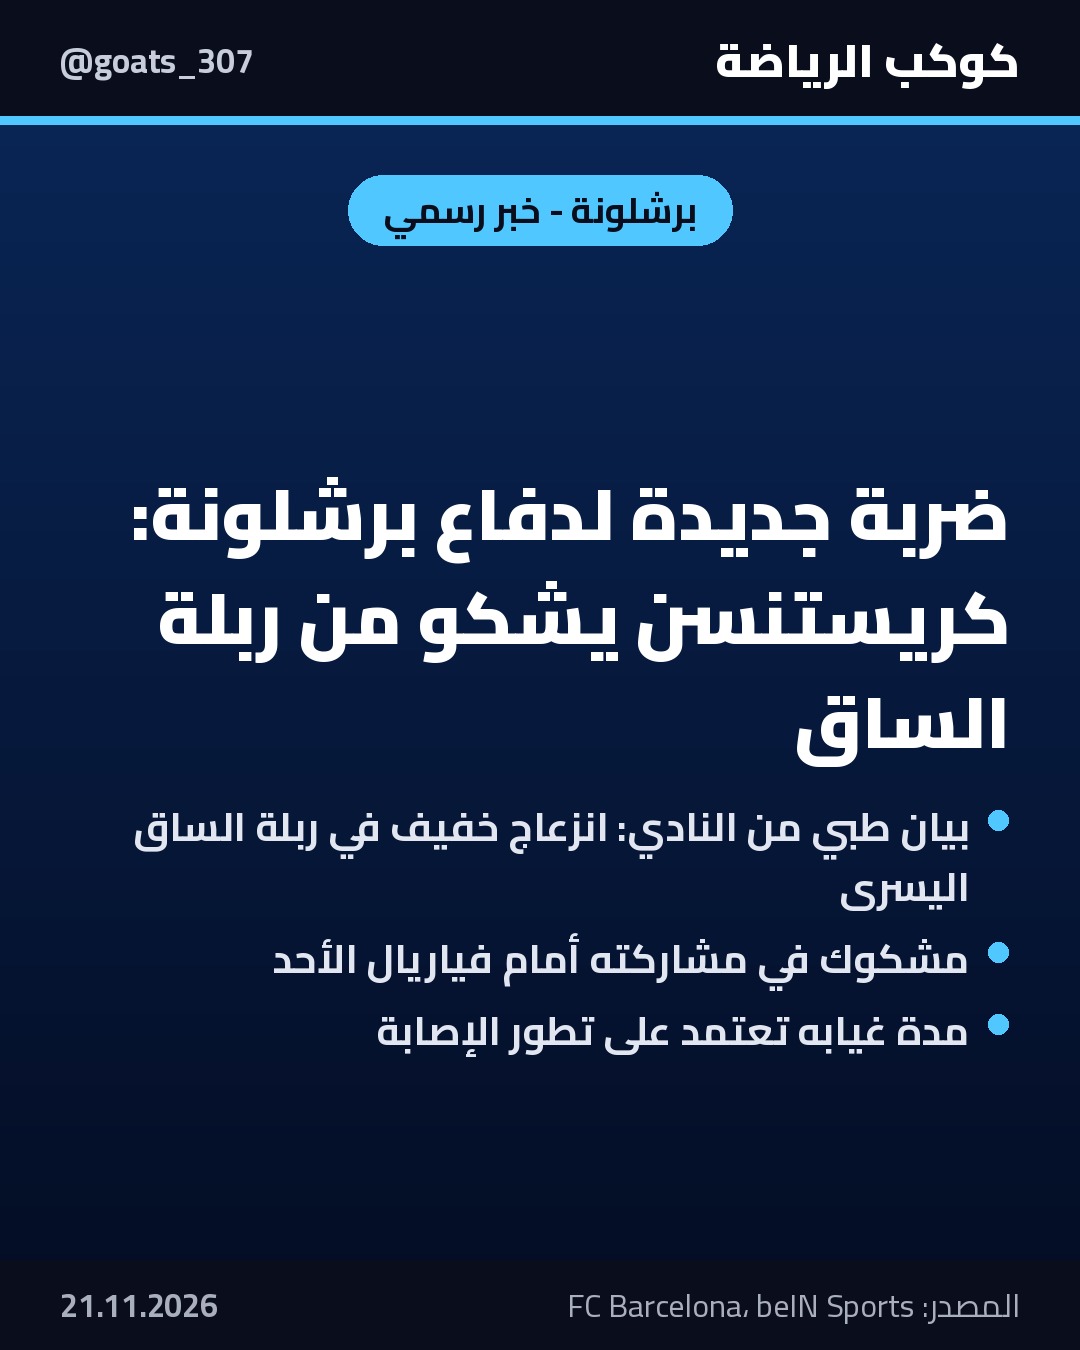 كوكب الرياضة
@goats_307
برشلونة - خبر رسمي
ضربة جديدة لدفاع برشلونة:
كريستنسن يشكو من ربلة
الساق
بيان طبي من النادي: انزعاج خفيف في ربلة الساق
اليسرى
مشكوك في مشاركته أمام فياريال الأحد
مدة غيابه تعتمد على تطور الإصابة
المصدر: FC Barcelona، beIN Sports
21.11.2026